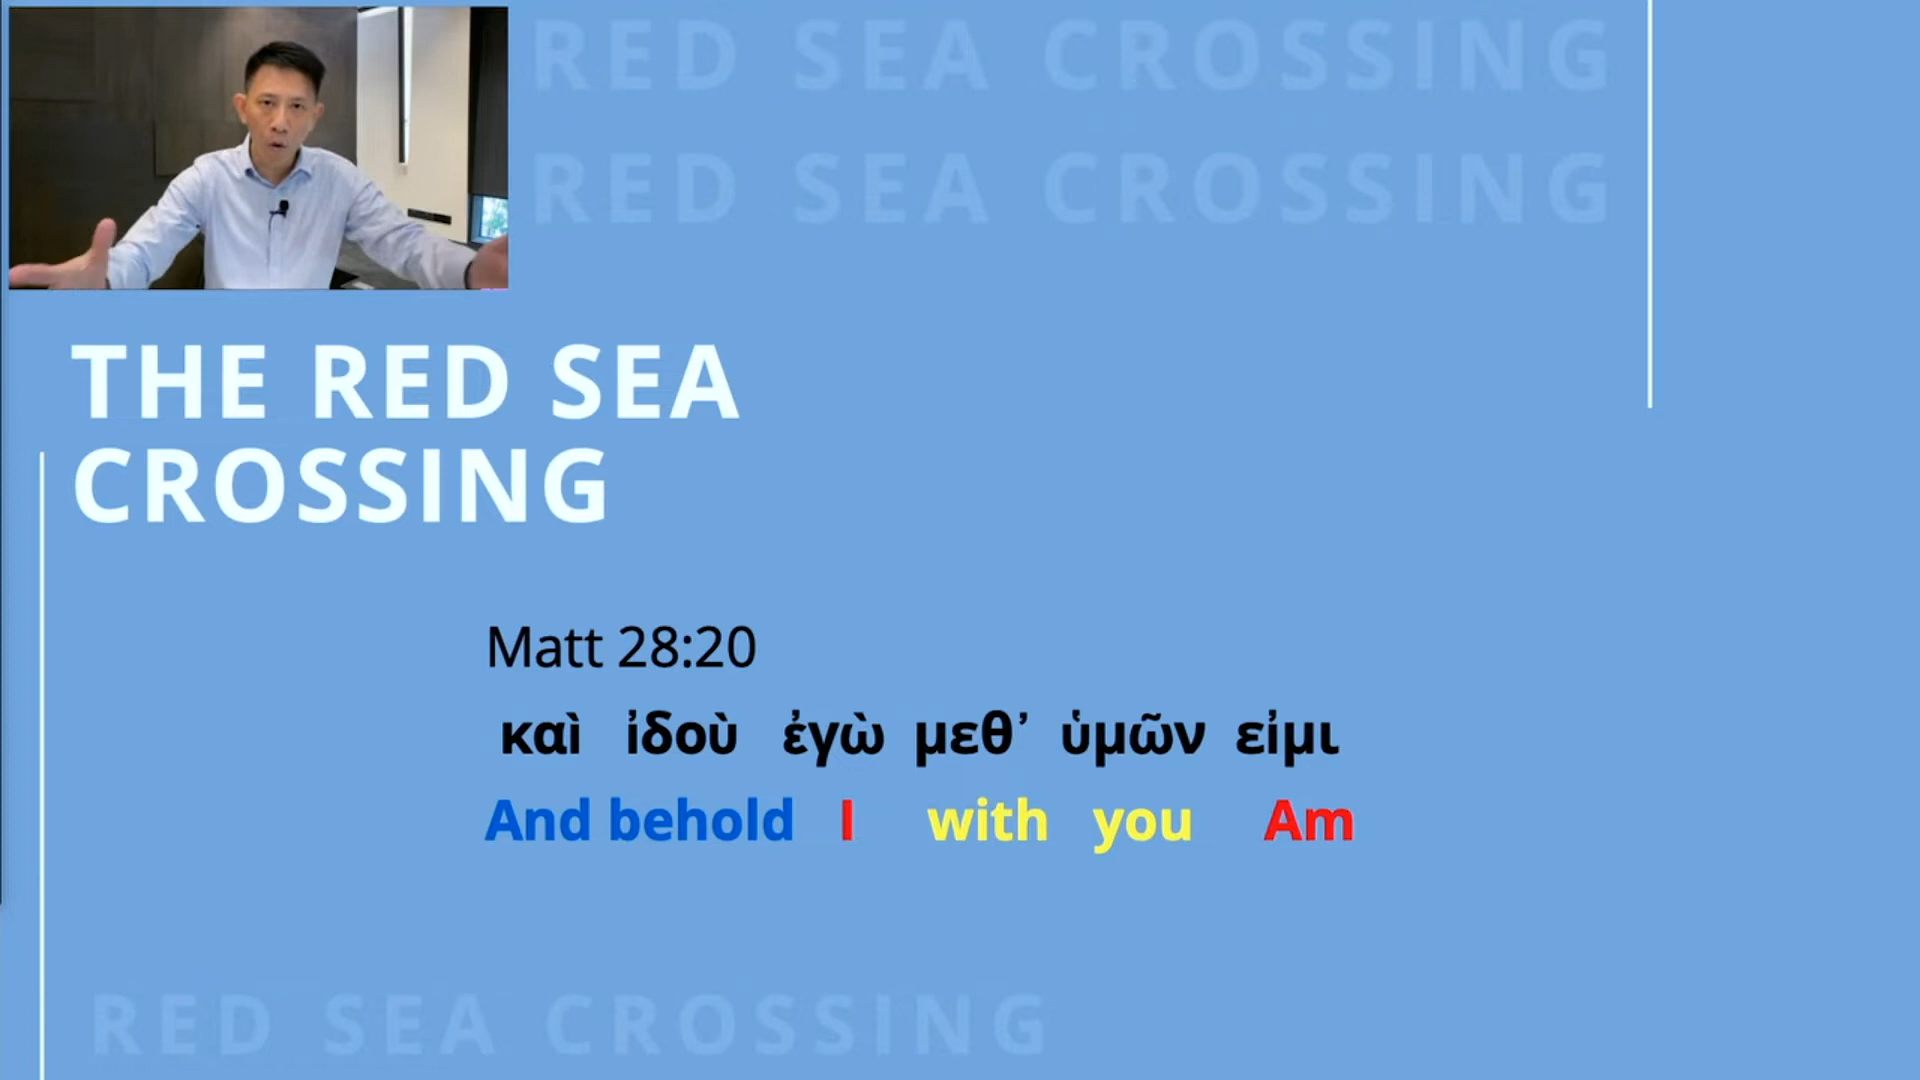 RED SEA CROSSING
RED SEA CROSSING
THE RED SEA
CROSSING
Matt 28:20
καὶ ἰδοὺ ἐγὼ μεθ’ ὑμῶν εἰμι
And behold I with you Am
RED SEA CROSSING